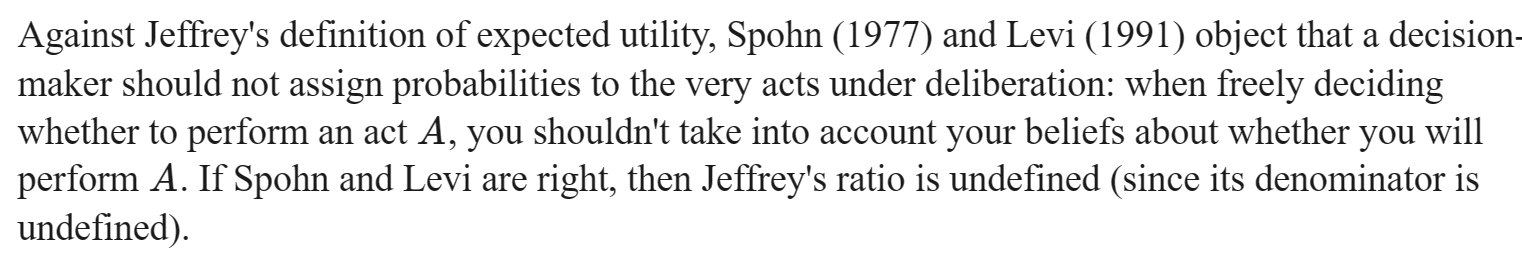 Against Jeffrey's definition of expected utility, Spohn (1977) and Levi (1991) object that a decision-
maker should not assign probabilities to the very acts under deliberation: when freely deciding
whether to perform an act A, you shouldn't take into account your beliefs about whether you will
perform A. If Spohn and Levi are right, then Jeffrey's ratio is undefined (since its denominator is
undefined).